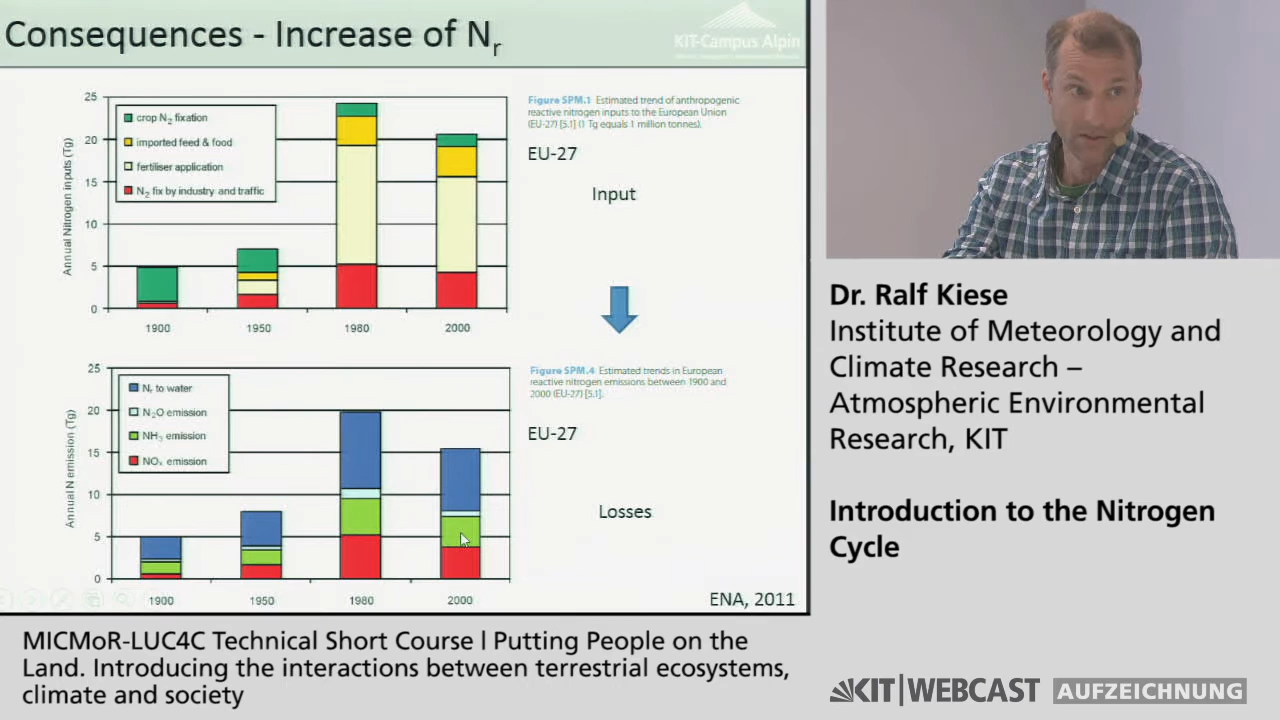 Consequences - Increase of Nr
KIT-Campus Alpin
25
20
15
10
5
0
Annual Nitrogen inputs (Tg)
crop N2 fixation
imported feed & food
fertiliser application
N2 fix by industry and traffic
1900
1950
1980
2000
Figure SPM.1 Estimated trend of anthropogenic
reactive nitrogen inputs to the European Union
(EU-27) [5.1] (1 Tg equals 1 million tonnes).
EU-27
Input
25
20
15
10
5
0
Annual N emission (Tg)
Nr to water
N2O emission
NH3 emission
NOx emission
1900
1950
1980
2000
Figure SPM.4 Estimated trends in European
reactive nitrogen emissions between 1900 and
2000 (EU-27) [5.1].
EU-27
Losses
ENA, 2011
Dr. Ralf Kiese
Institute of Meteorology and
Climate Research –
Atmospheric Environmental
Research, KIT
Introduction to the Nitrogen
Cycle
MICMoR-LUC4C Technical Short Course | Putting People on the
Land. Introducing the interactions between terrestrial ecosystems,
climate and society
KIT|WEBCAST AUFZEICHNUNG